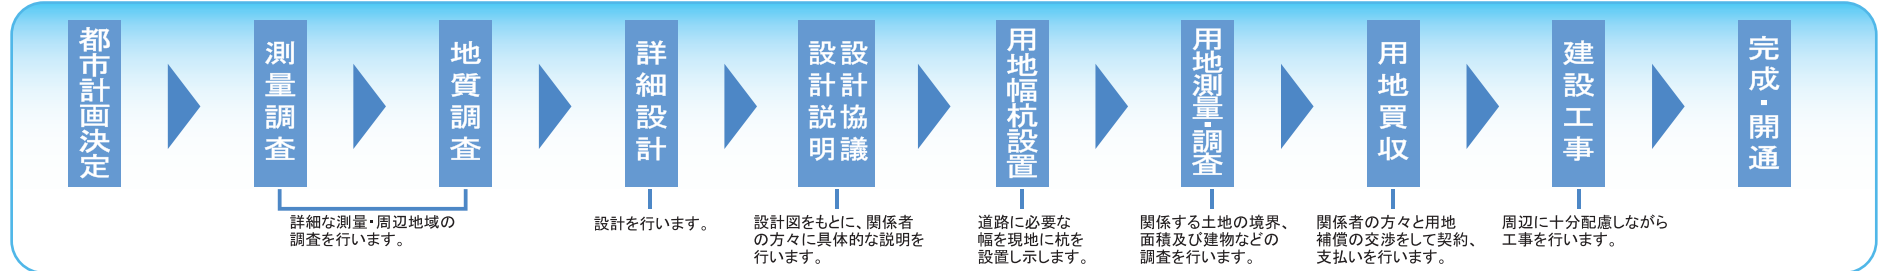 都市計画決定
測量調査
地質調査
詳細設計
設計協議
設計説明
用地幅杭設置
用地測量・調査
用地買収
建設工事
完成・開通
詳細な測量・周辺地域の
調査を行います。
設計を行います。
設計図をもとに、関係者
の方々に具体的な説明を
行います。
道路に必要な
幅を現地に杭を
設置し示します。
関係する土地の境界、
面積及び建物などの
調査を行います。
関係者の方々と用地
補償の交渉をして契約、
支払いを行います。
周辺に十分配慮しながら
工事を行います。